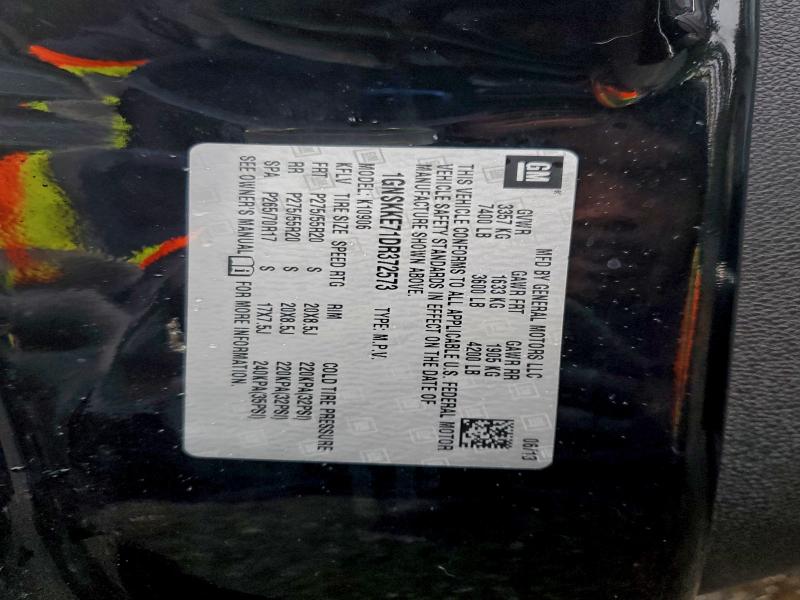 GM
MFD BY GENERAL MOTORS LLC 06/13
GVWR GAWR FRT GAWR RR
3357 KG 1633 KG 1905 KG
7400 LB 3600 LB 4200 LB
THIS VEHICLE CONFORMS TO ALL APPLICABLE U.S. FEDERAL MOTOR
VEHICLE SAFETY STANDARDS IN EFFECT ON THE DATE OF
MANUFACTURE SHOWN ABOVE.
1GNSKKE71DR372573 TYPE: M.P.V.
MODEL: K10906
KFLV TIRE SIZE SPEED RTG RIM COLD TIRE PRESSURE
FRT P275/55R20 S 20X8.5J 220KPA(32PSI)
RR P275/55R20 S 20X8.5J 220KPA(32PSI)
SPA P265/70R17 S 17X7.5J 240KPA(35PSI)
SEE OWNER'S MANUAL FOR MORE INFORMATION.